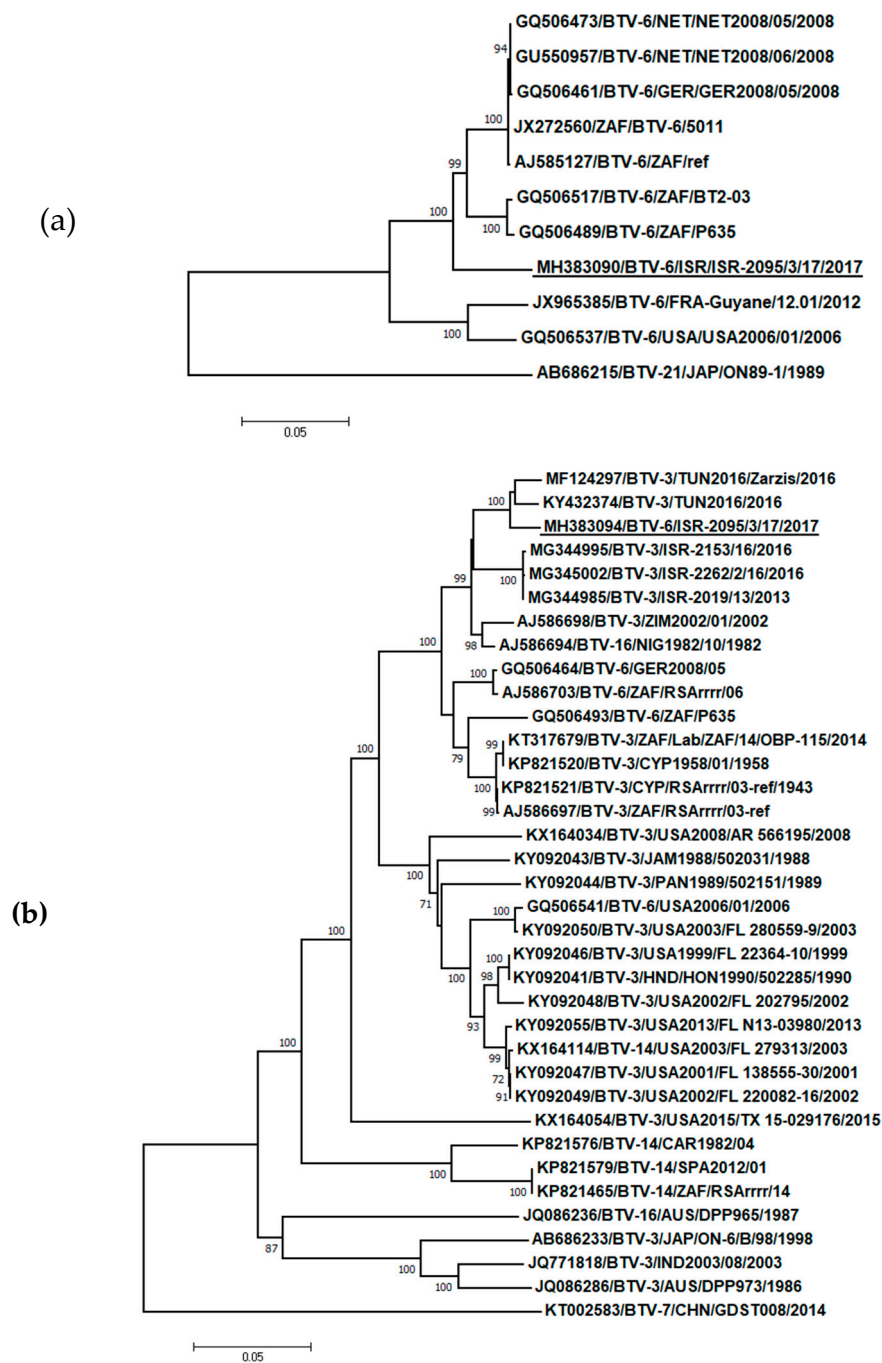 GQ506473/BTV-6/NET/NET2008/05/2008
94
GU550957/BTV-6/NET/NET2008/06/2008
GQ506461/BTV-6/GER/GER2008/05/2008
100
JX272560/ZAF/BTV-6/5011
99
AJ585127/BTV-6/ZAF/ref
GQ506517/BTV-6/ZAF/BT2-03
(a)
100
100
GQ506489/BTV-6/ZAF/P635
MH383090/BTV-6/ISR/ISR-2095/3/17/2017
JX965385/BTV-6/FRA-Guyane/12.01/2012
100
GQ506537/BTV-6/USA/USA2006/01/2006
AB686215/BTV-21/JAP/ON89-1/1989
0.05
MF124297/BTV-3/TUN2016/Zarzis/2016
100
KY432374/BTV-3/TUN2016/2016
MH383094/BTV-6/ISR-2095/3/17/2017
MG344995/BTV-3/ISR-2153/16/2016
99
100
MG345002/BTV-3/ISR-2262/2/16/2016
MG344985/BTV-3/ISR-2019/13/2013
AJ586698/BTV-3/ZIM2002/01/2002
100
98
AJ586694/BTV-16/NIG1982/10/1982
100
GQ506464/BTV-6/GER2008/05
AJ586703/BTV-6/ZAF/RSArrrr/06
GQ506493/BTV-6/ZAF/P635
99
KT317679/BTV-3/ZAF/Lab/ZAF/14/OBP-115/2014
100
79
KP821520/BTV-3/CYP1958/01/1958
100
KP821521/BTV-3/CYP/RSArrrr/03-ref/1943
99
AJ586697/BTV-3/ZAF/RSArrrr/03-ref
KX164034/BTV-3/USA2008/AR 566195/2008
100
KY092043/BTV-3/JAM1988/502031/1988
71
KY092044/BTV-3/PAN1989/502151/1989
(b)
100
GQ506541/BTV-6/USA2006/01/2006
KY092050/BTV-3/USA2003/FL 280559-9/2003
100
100
KY092046/BTV-3/USA1999/FL 22364-10/1999
100
98
KY092041/BTV-3/HND/HON1990/502285/1990
KY092048/BTV-3/USA2002/FL 202795/2002
93
KY092055/BTV-3/USA2013/FL N13-03980/2013
99
KX164114/BTV-14/USA2003/FL 279313/2003
100
72
KY092047/BTV-3/USA2001/FL 138555-30/2001
91
KY092049/BTV-3/USA2002/FL 220082-16/2002
KX164054/BTV-3/USA2015/TX 15-029176/2015
KP821576/BTV-14/CAR1982/04
100
KP821579/BTV-14/SPA2012/01
100
KP821465/BTV-14/ZAF/RSArrrr/14
JQ086236/BTV-16/AUS/DPP965/1987
87
AB686233/BTV-3/JAP/ON-6/B/98/1998
100
JQ771818/BTV-3/IND2003/08/2003
100
JQ086286/BTV-3/AUS/DPP973/1986
KT002583/BTV-7/CHN/GDST008/2014
0.05